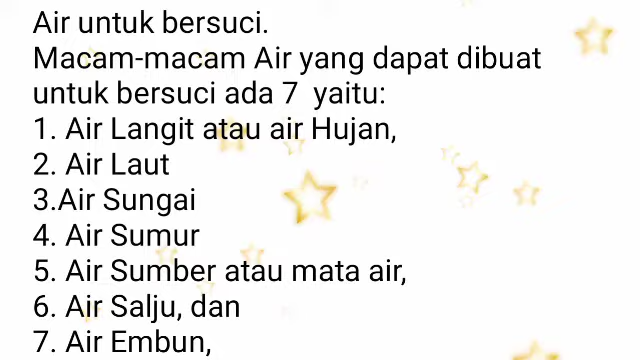 Air untuk bersuci.
Macam-macam Air yang dapat dibuat
untuk bersuci ada 7  yaitu:
1. Air Langit atau air Hujan,
2. Air Laut
3.Air Sungai
4. Air Sumur
5. Air Sumber atau mata air,
6. Air Salju, dan
7. Air Embun,